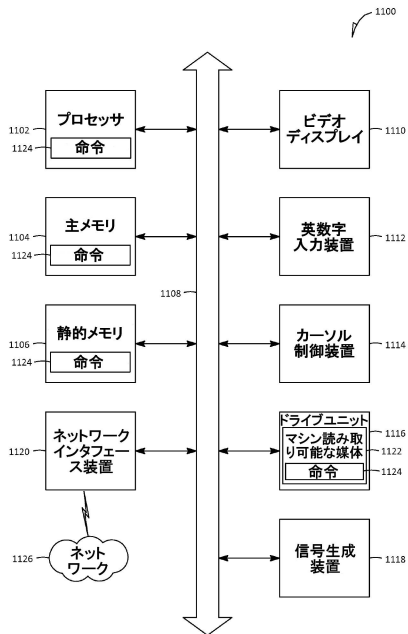 1100
プロセッサ
命令
1102
1124
ビデオ
ディスプレイ
1110
主メモリ
命令
1104
1124
英数字
入力装置
1112
1108
静的メモリ
命令
1106
1124
カーソル
制御装置
1114
ネットワーク
インタフェー
ス装置
1120
ドライブユニット
マシン読み取
り可能な媒体
命令
1116
1122
1124
ネット
ワーク
1126
信号生成
装置
1118